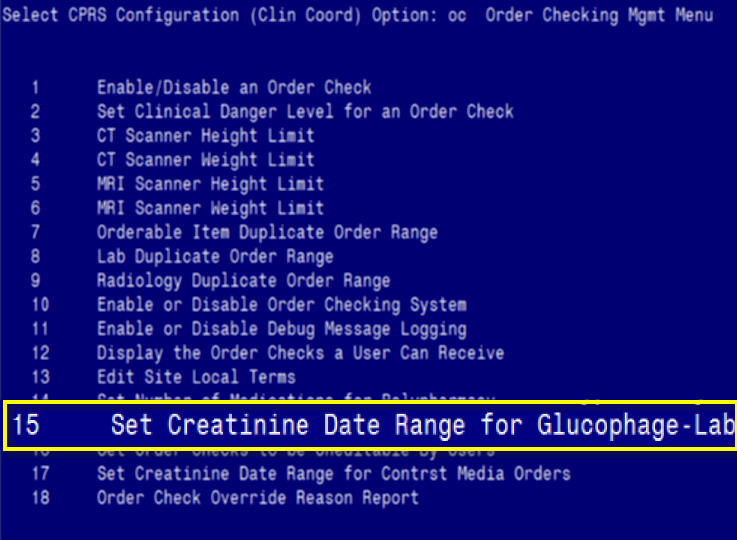 Select CPRS Configuration (Clin Coord) Option: oc  Order Checking Mgmt Menu
1 Enable/Disable an Order Check
2 Set Clinical Danger Level for an Order Check
3 CT Scanner Height Limit
4 CT Scanner Weight Limit
5 MRI Scanner Height Limit
6 MRI Scanner Weight Limit
7 Orderable Item Duplicate Order Range
8 Lab Duplicate Order Range
9 Radiology Duplicate Order Range
10 Enable or Disable Order Checking System
11 Enable or Disable Debug Message Logging
12 Display the Order Checks a User Can Receive
13 Edit Site Local Terms
14 Set Number of Medications for Polypharmacy
15 Set Creatinine Date Range for Glucophage-Lab
16 Set Order Checks to be Uneditable by Users
17 Set Creatinine Date Range for Contrst Media Orders
18 Order Check Override Reason Report